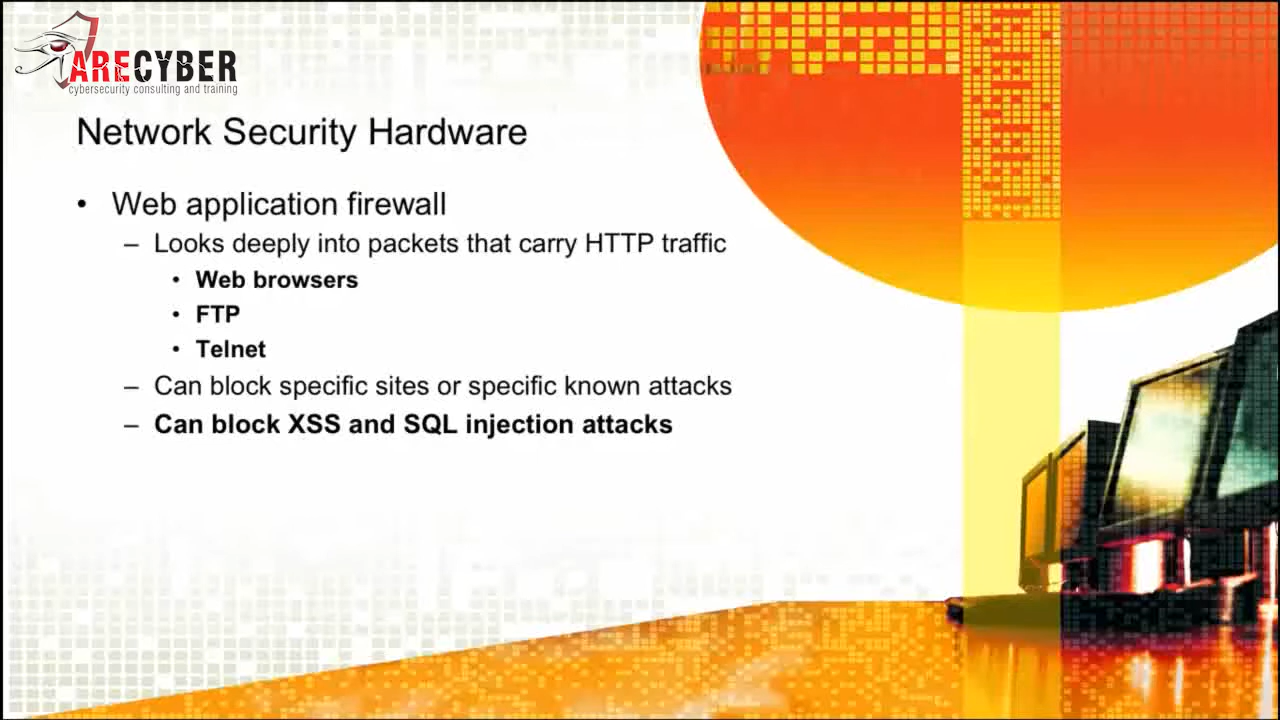 ARECYBER
cybersecurity consulting and training
Network Security Hardware
• Web application firewall
– Looks deeply into packets that carry HTTP traffic
• Web browsers
• FTP
• Telnet
– Can block specific sites or specific known attacks
– Can block XSS and SQL injection attacks